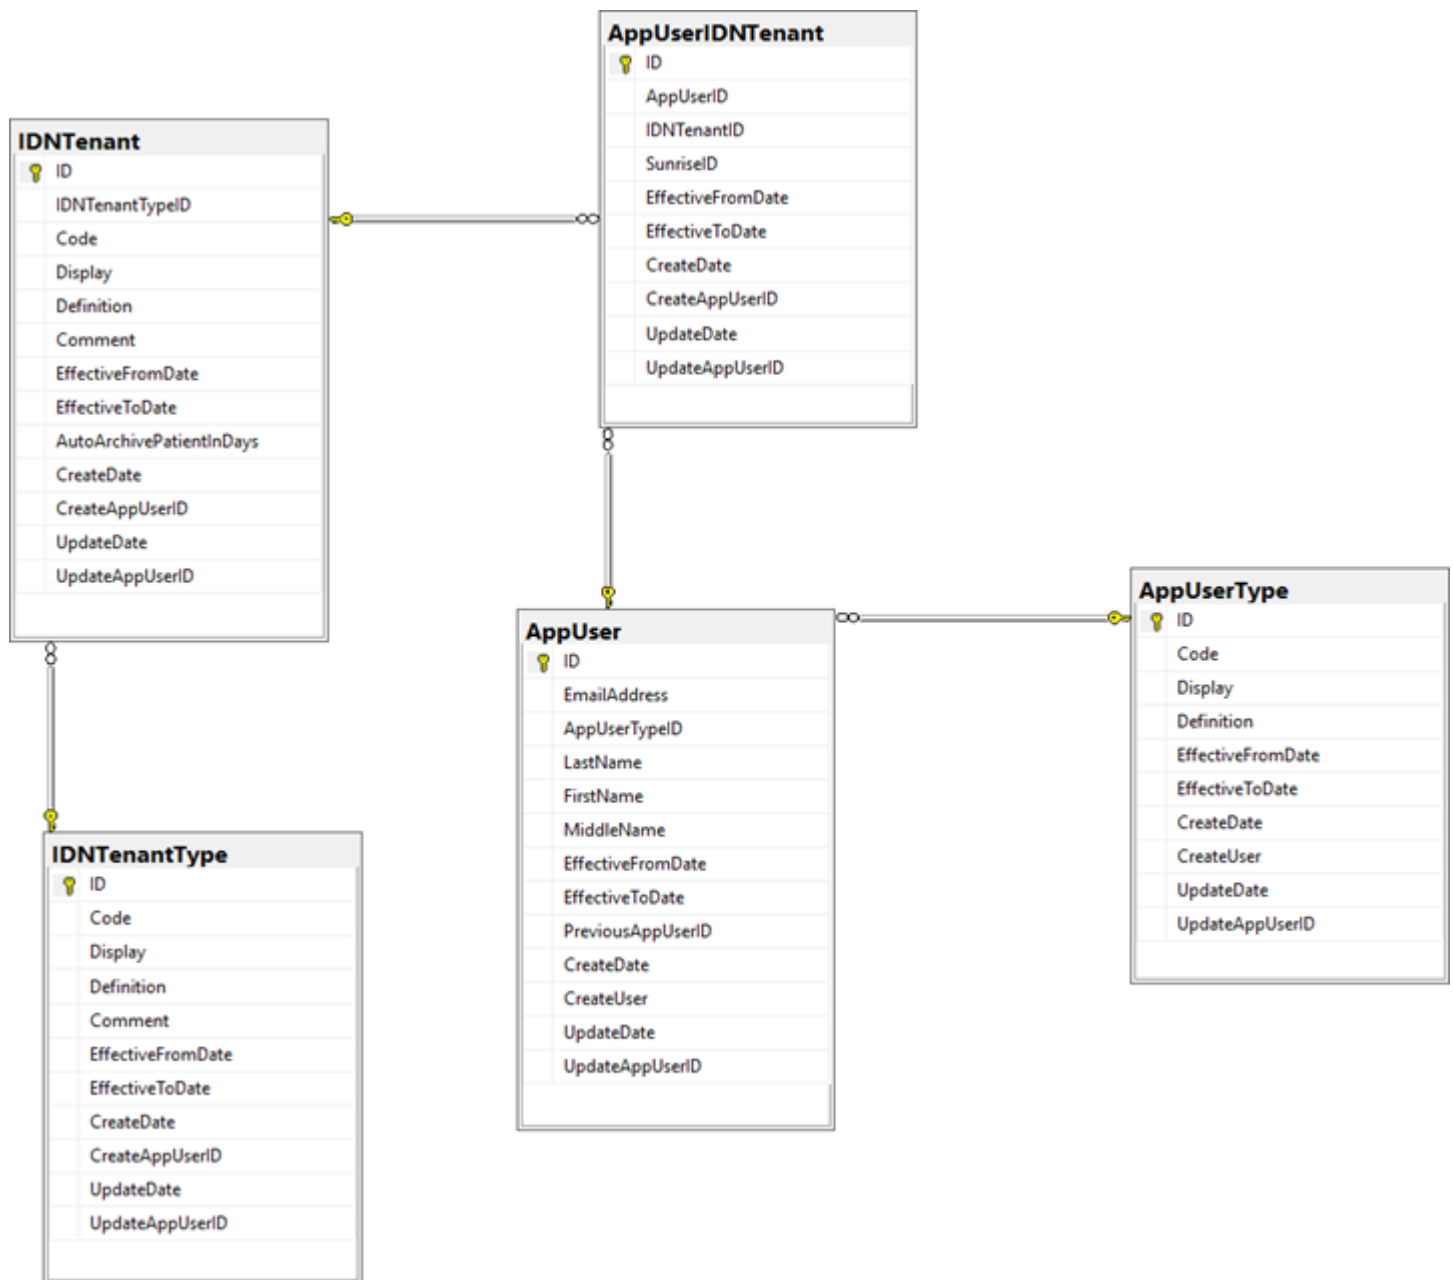 AppUserIDNTenant
ID
AppUserID
IDNTenantID
SunriseID
EffectiveFromDate
EffectiveToDate
CreateDate
CreateAppUserID
UpdateDate
UpdateAppUserID
IDNTenant
ID
IDNTenantTypeID
Code
Display
Definition
Comment
EffectiveFromDate
EffectiveToDate
AutoArchivePatientInDays
CreateDate
CreateAppUserID
UpdateDate
UpdateAppUserID
AppUserType
ID
Code
Display
Definition
EffectiveFromDate
EffectiveToDate
CreateDate
CreateUser
UpdateDate
UpdateAppUserID
AppUser
ID
EmailAddress
AppUserTypeID
LastName
FirstName
MiddleName
EffectiveFromDate
EffectiveToDate
PreviousAppUserID
CreateDate
CreateUser
UpdateDate
UpdateAppUserID
IDNTenantType
ID
Code
Display
Definition
Comment
EffectiveFromDate
EffectiveToDate
CreateDate
CreateAppUserID
UpdateDate
UpdateAppUserID